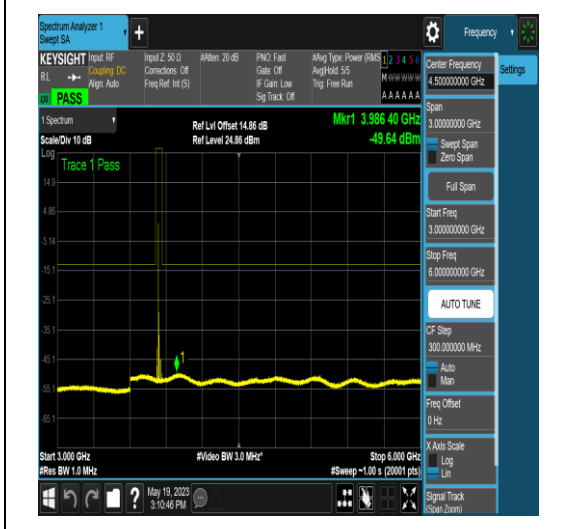 Spectrum Analyzer 1
Swept SA
Frequency
KEYSIGHT
RL
PASS
Input: RF
Coupling: DC
Align: Auto
Input Z: 50 Ω
Corrections: Off
Freq Ref: Int (S)
#Atten: 20 dB
PNO: Fast
Gate: Off
IF Gain: Low
Sig Track: Off
#Avg Type: Power (RMS
Avg|Hold: 5/5
Trig: Free Run
1 2 3 4 5 6
M W W W W W
A A A A A A
Settings
Center Frequency
4.500000000 GHz
Span
3.00000000 GHz
Swept Span
Zero Span
Full Span
Start Freq
3.000000000 GHz
Stop Freq
6.000000000 GHz
AUTO TUNE
CF Step
300.000000 MHz
Auto
Man
Freq Offset
0 Hz
X Axis Scale
Log
Lin
Signal Track
(Span Zoom)
1 Spectrum
Scale/Div 10 dB
Ref Lvl Offset 14.86 dB
Ref Level 24.86 dBm
Mkr1 3.986 40 GHz
-49.64 dBm
Log
Trace 1 Pass
14.9
4.86
-5.14
-15.1
-25.1
-35.1
-45.1
-55.1
-65.1
1
Start 3.000 GHz
#Video BW 3.0 MHz*
Stop 6.000 GHz
#Res BW 1.0 MHz
#Sweep ~1.00 s (20001 pts)
May 19, 2023
3:10:46 PM